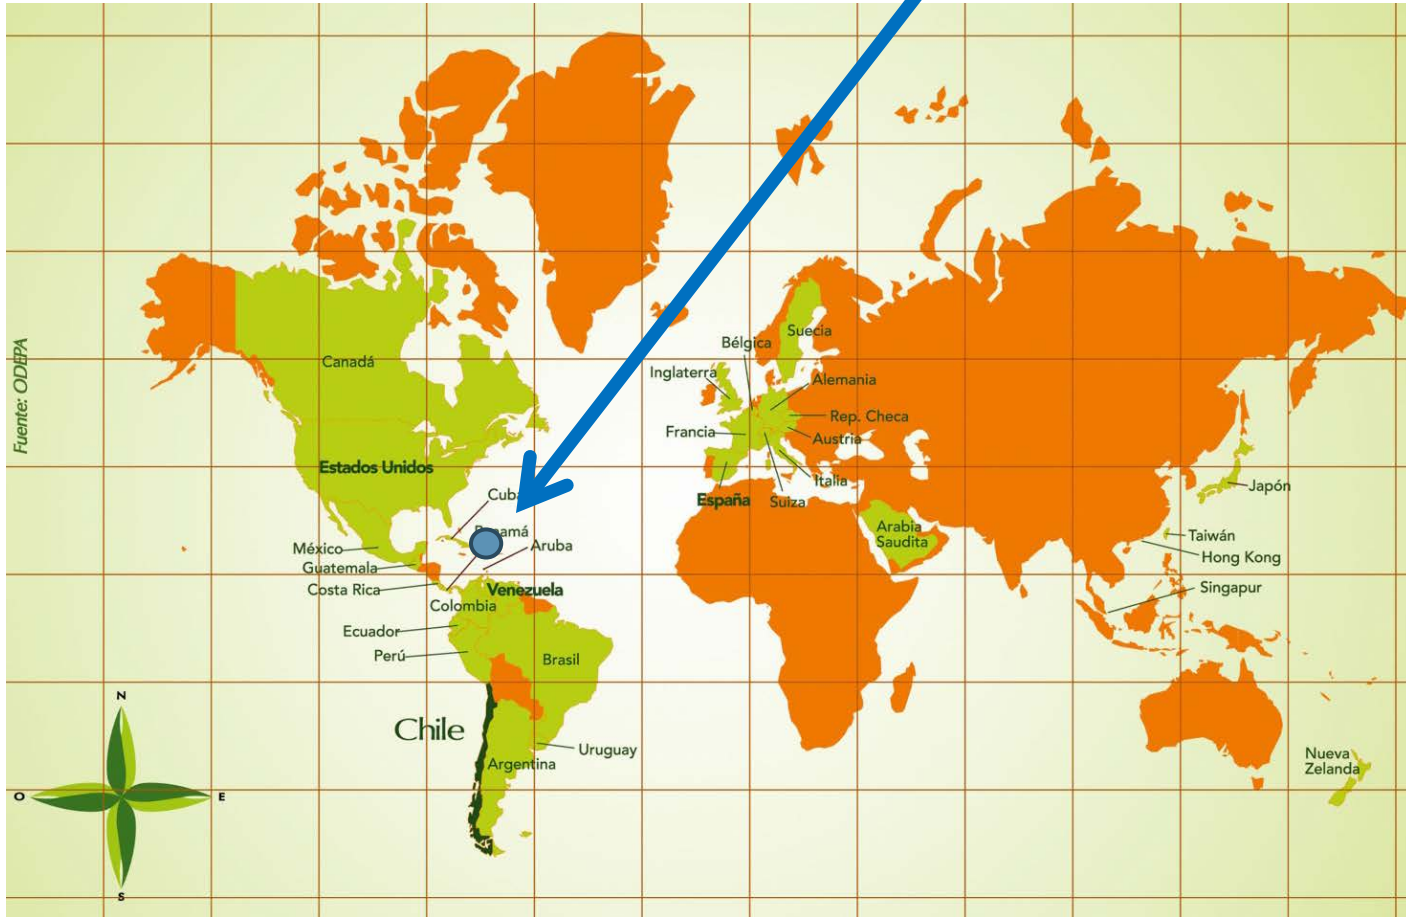 Fuente: ODEPA
Canadá
Estados Unidos
Cuba
Aruba
México
Guatemala
Costa Rica
Venezuela
Colombia
Ecuador
Perú
Brasil
Chile
Uruguay
Argentina
Suecia
Bélgica
Inglaterra
Alemania
Rep. Checa
Francia
Austria
Italia
España
Suiza
Arabia
Saudita
Japón
Taiwán
Hong Kong
Singapur
Nueva
Zelanda
N
O
E
S